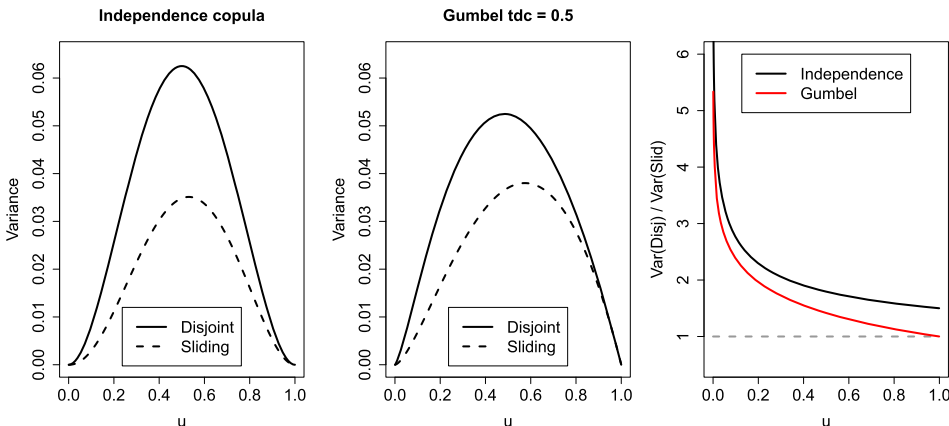 Independence copula
Variance
0.00 0.01 0.02 0.03 0.04 0.05 0.06
Disjoint
Sliding
0.0 0.2 0.4 0.6 0.8 1.0
u
Gumbel tdc = 0.5
Variance
0.00 0.01 0.02 0.03 0.04 0.05 0.06
Disjoint
Sliding
0.0 0.2 0.4 0.6 0.8 1.0
u
Var(Disj) / Var(Slid)
1 2 3 4 5 6
Independence
Gumbel
0.0 0.2 0.4 0.6 0.8 1.0
u